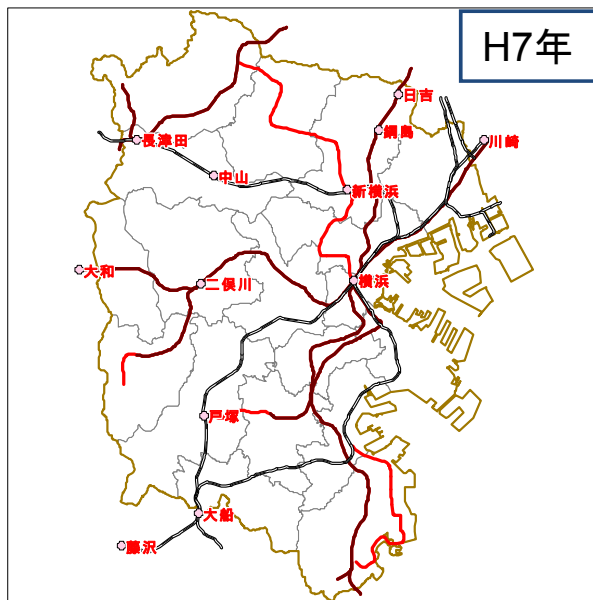 H7年
日吉
綱島
川崎
長津田
中山
新横浜
大和
二俣川
横浜
戸塚
大船
藤沢